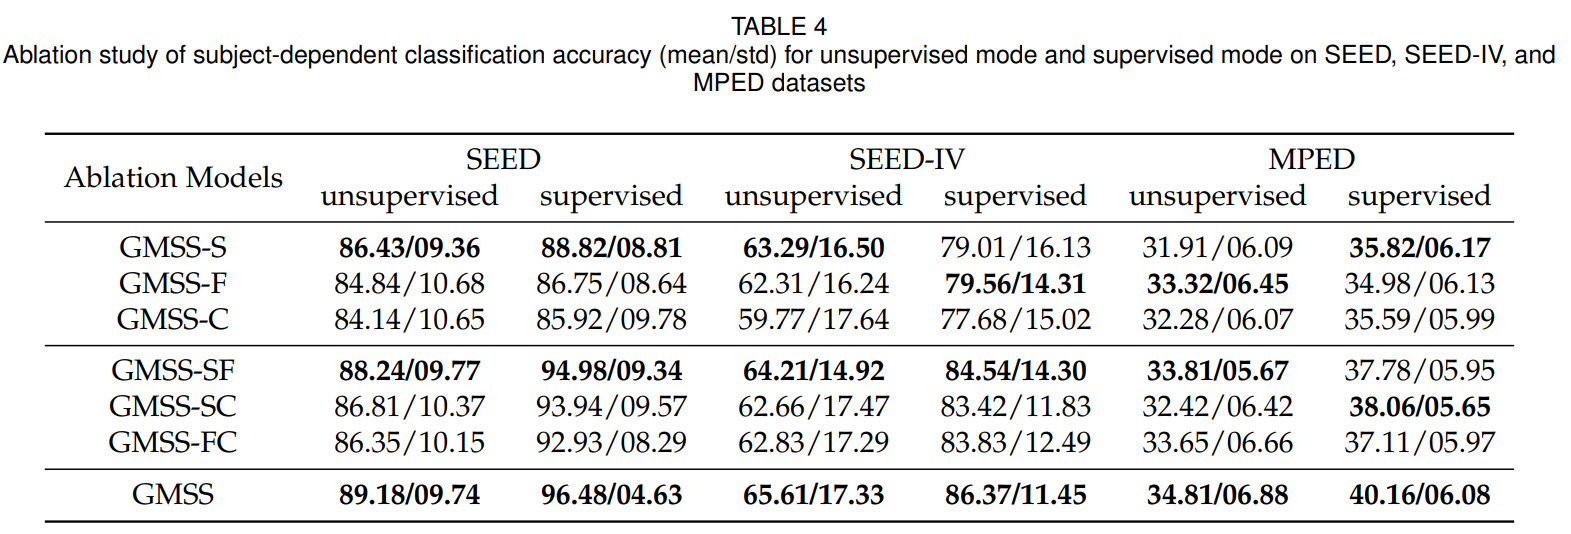 TABLE 4
Ablation study of subject-dependent classification accuracy (mean/std) for unsupervised mode and supervised mode on SEED, SEED-IV, and
MPED datasets
Ablation Models SEED SEED-IV MPED
unsupervised supervised unsupervised supervised unsupervised supervised
GMSS-S 86.43/09.36 88.82/08.81 63.29/16.50 79.01/16.13 31.91/06.09 35.82/06.17
GMSS-F 84.84/10.68 86.75/08.64 62.31/16.24 79.56/14.31 33.32/06.45 34.98/06.13
GMSS-C 84.14/10.65 85.92/09.78 59.77/17.64 77.68/15.02 32.28/06.07 35.59/05.99
GMSS-SF 88.24/09.77 94.98/09.34 64.21/14.92 84.54/14.30 33.81/05.67 37.78/05.95
GMSS-SC 86.81/10.37 93.94/09.57 62.66/17.47 83.42/11.83 32.42/06.42 38.06/05.65
GMSS-FC 86.35/10.15 92.93/08.29 62.83/17.29 83.83/12.49 33.65/06.66 37.11/05.97
GMSS 89.18/09.74 96.48/04.63 65.61/17.33 86.37/11.45 34.81/06.88 40.16/06.08